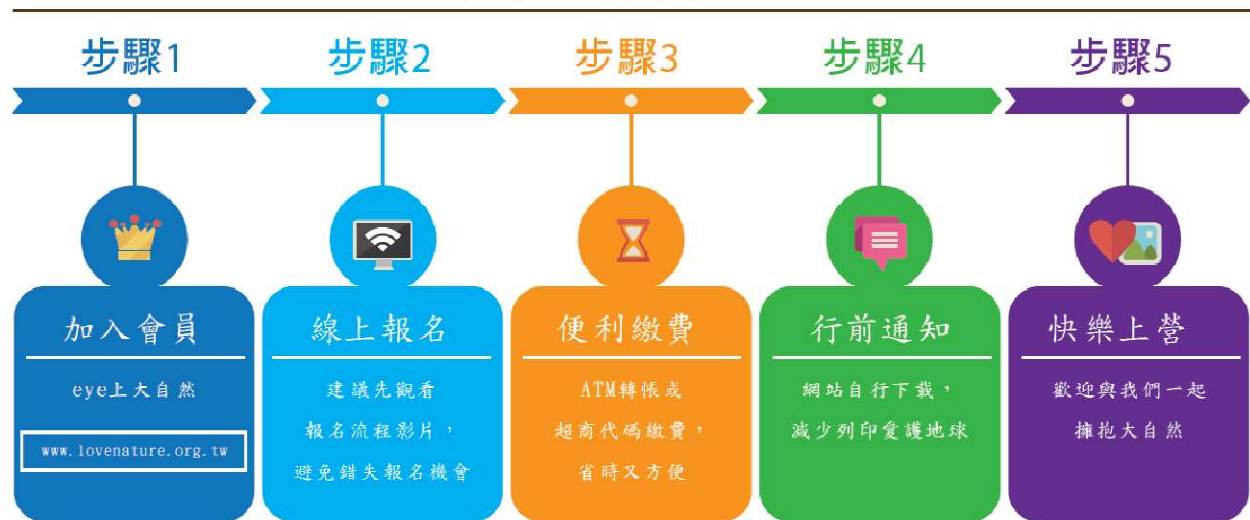 步驟1
步驟2
步驟3
步驟4
步驟5
加入會員
eye上大自然
www.lovenature.org.tw
線上報名
建議先觀看
報名流程影片，
避免錯失報名機會
便利繳費
ATM轉帳或
超商代碼繳費，
省時又方便
行前通知
網站自行下載，
減少列印愛護地球
快樂上營
歡迎與我們一起
擁抱大自然